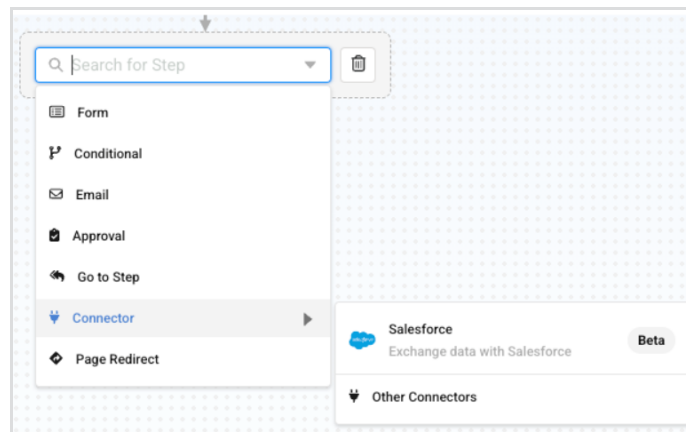 Search for Step
Form
Conditional
Email
Approval
Go to Step
Connector
Salesforce
Exchange data with Salesforce
Beta
Page Redirect
Other Connectors